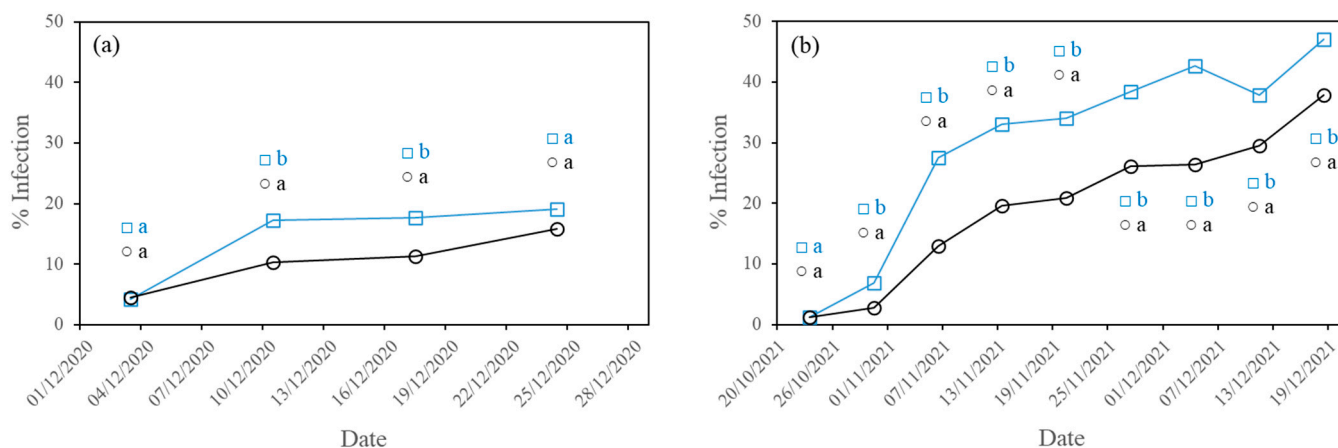 (a)
% Infection
50
40
30
20
10
0
a
a
b
a
b
a
a
a
01/12/2020
04/12/2020
07/12/2020
10/12/2020
13/12/2020
16/12/2020
19/12/2020
22/12/2020
25/12/2020
28/12/2020
Date
(b)
% Infection
50
40
30
20
10
0
a
a
b
a
b
a
b
a
b
a
b
a
b
a
b
a
b
a
20/10/2021
26/10/2021
01/11/2021
07/11/2021
13/11/2021
19/11/2021
25/11/2021
01/12/2021
07/12/2021
13/12/2021
19/12/2021
Date